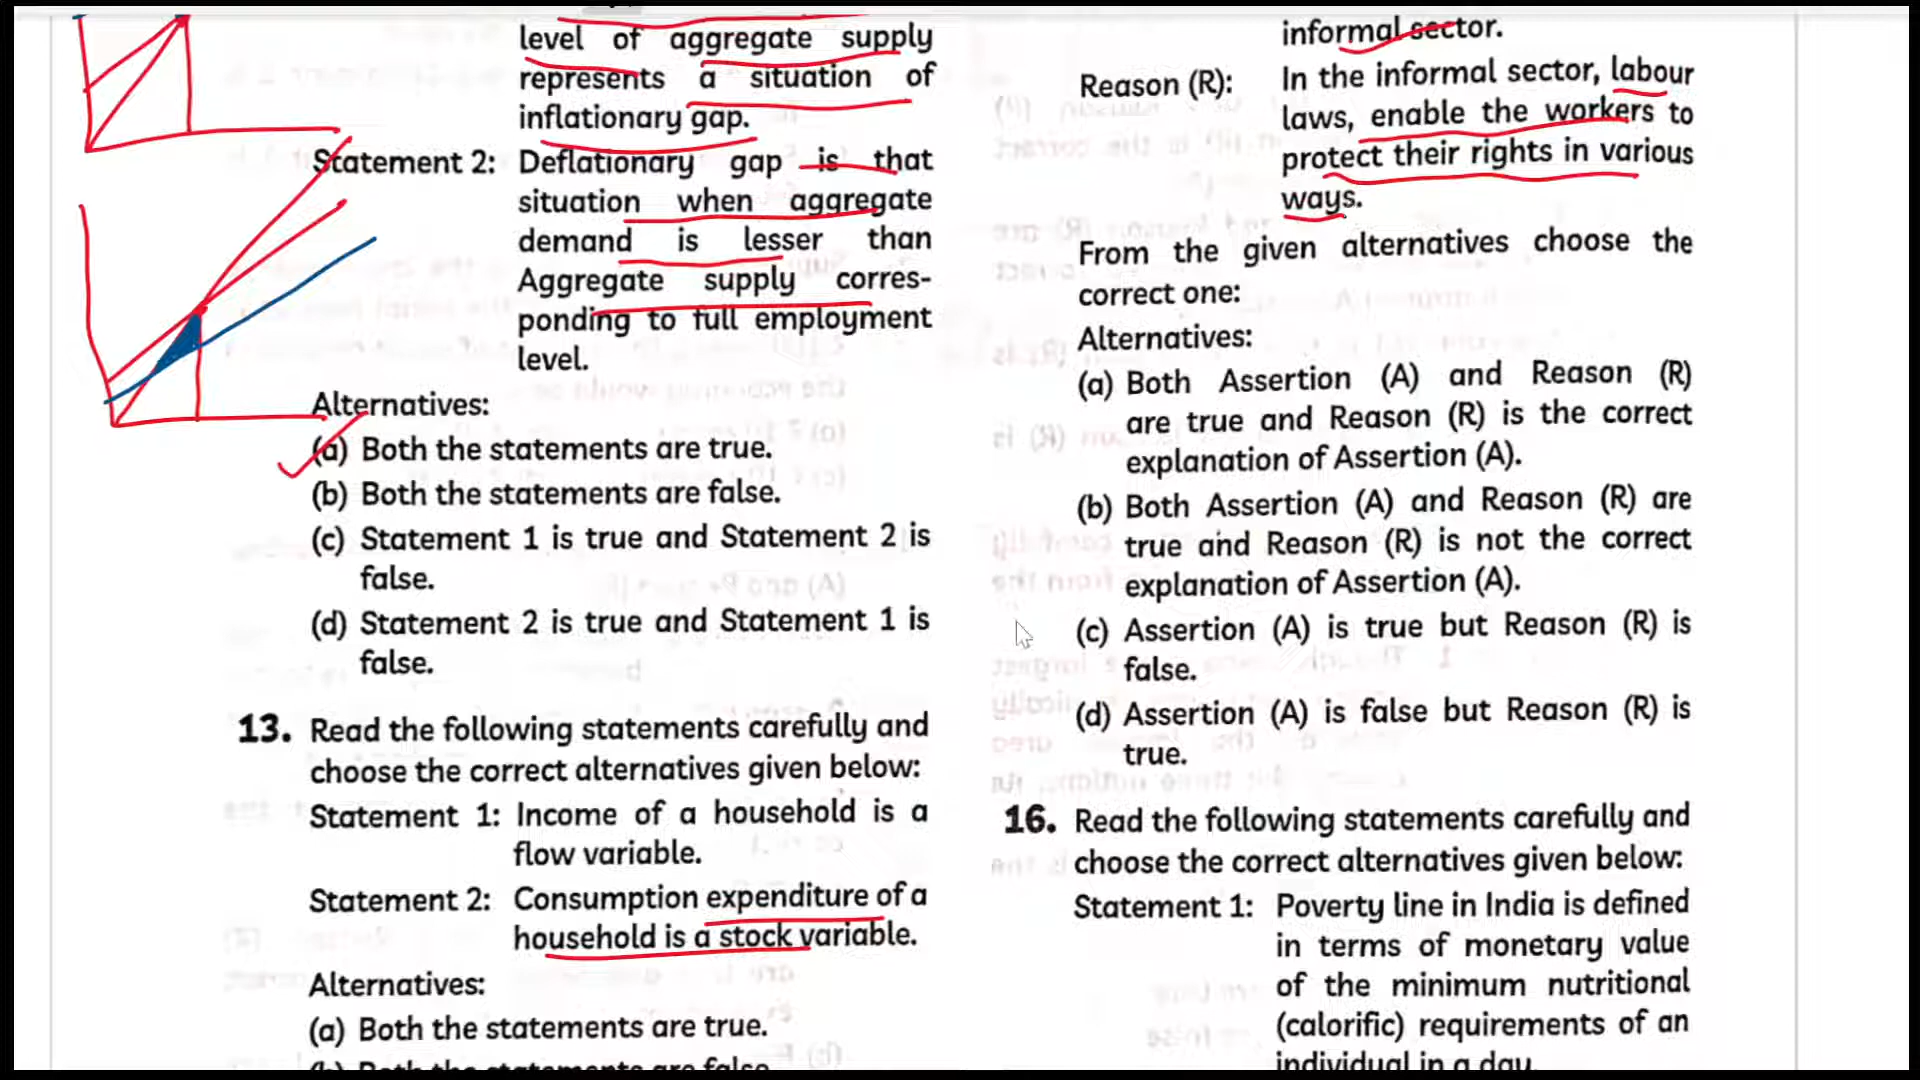 level of aggregate supply
represents a situation of
inflationary gap.
Statement 2: Deflationary gap is that
situation when aggregate
demand is lesser than
Aggregate supply corres-
ponding to full employment
level.
Alternatives:
(a) Both the statements are true.
(b) Both the statements are false.
(c) Statement 1 is true and Statement 2 is
false.
(d) Statement 2 is true and Statement 1 is
false.
13. Read the following statements carefully and
choose the correct alternatives given below:
Statement 1: Income of a household is a
flow variable.
Statement 2: Consumption expenditure of a
household is a stock variable.
Alternatives:
(a) Both the statements are true.
(b) Both the statements are false.
informal sector.
Reason (R): In the informal sector, labour
laws, enable the workers to
protect their rights in various
ways.
From the given alternatives choose the
correct one:
Alternatives:
(a) Both Assertion (A) and Reason (R)
are true and Reason (R) is the correct
explanation of Assertion (A).
(b) Both Assertion (A) and Reason (R) are
true and Reason (R) is not the correct
explanation of Assertion (A).
(c) Assertion (A) is true but Reason (R) is
false.
(d) Assertion (A) is false but Reason (R) is
true.
16. Read the following statements carefully and
choose the correct alternatives given below:
Statement 1: Poverty line in India is defined
in terms of monetary value
of the minimum nutritional
(calorific) requirements of an
individual in a day.